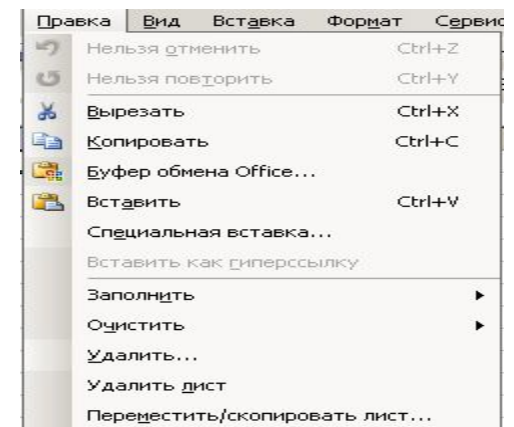 Правка Вид Вставка Формат Сервис
Нельзя отменить Ctrl+Z
Нельзя повторить Ctrl+Y
Вырезать Ctrl+X
Копировать Ctrl+C
Буфер обмена Office...
Вставить Ctrl+V
Специальная вставка...
Вставить как гиперссылку
Заполнить
Очистить
Удалить...
Удалить лист
Переместить/скопировать лист...